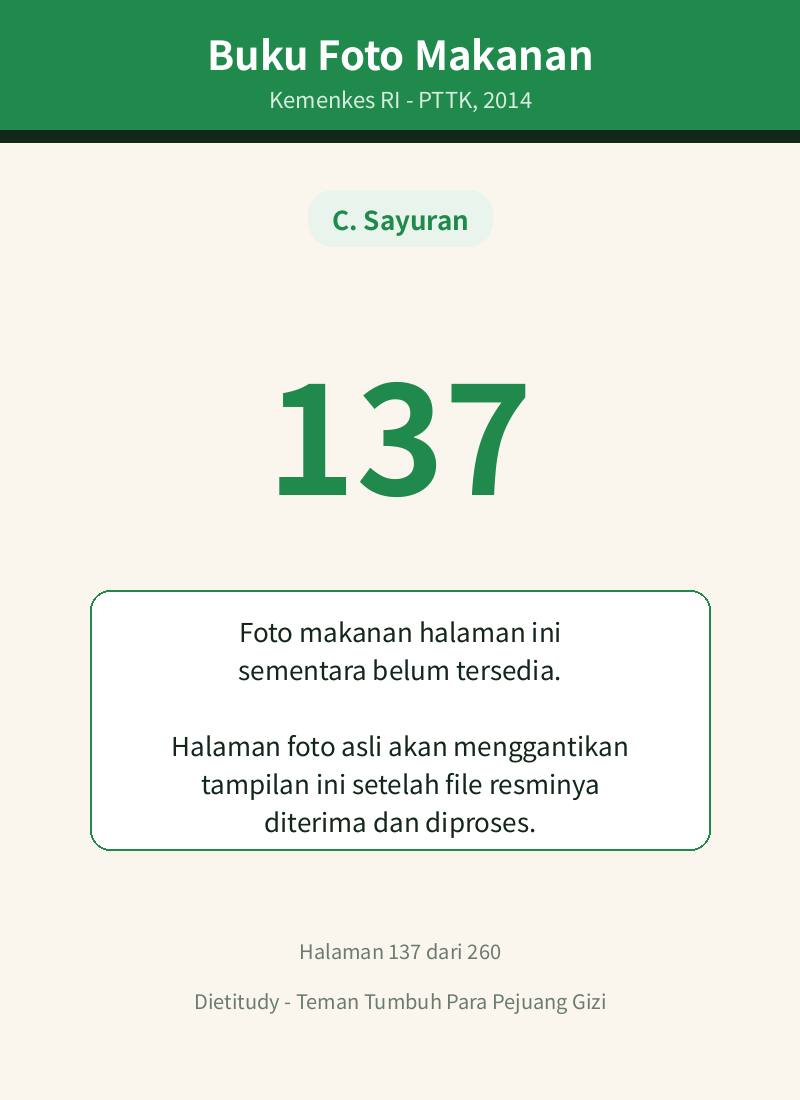 Buku Foto Makanan
Kemenkes RI - PTTK, 2014
C. Sayuran
137
Foto makanan halaman ini
sementara belum tersedia.
Halaman foto asli akan menggantikan
tampilan ini setelah file resminya
diterima dan diproses.
Halaman 137 dari 260
Dietitudy - Teman Tumbuh Para Pejuang Gizi